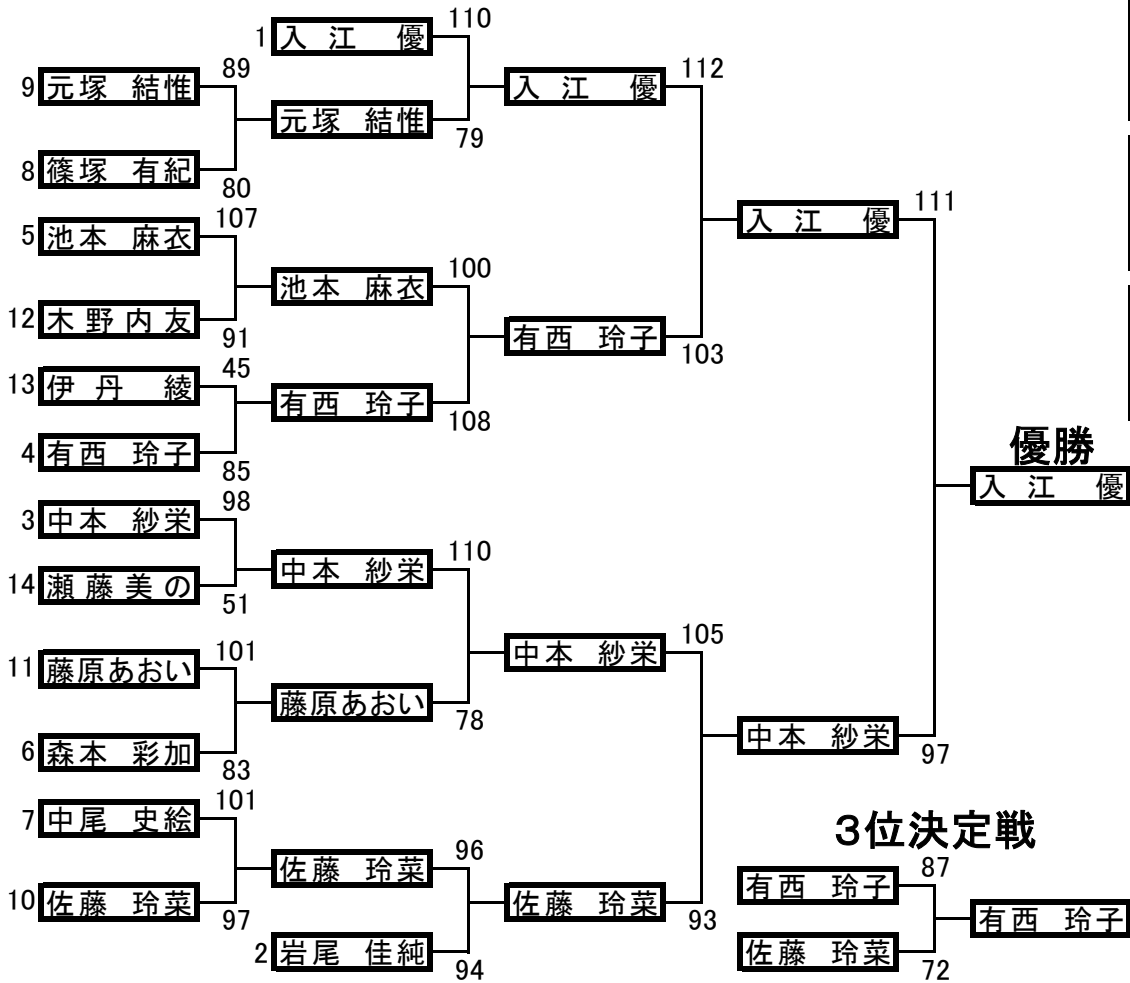 110
1 入江 優
89
112
9 元塚 結惟
入江 優
元塚 結惟
79
8 篠塚 有紀
80
107
111
5 池本 麻衣
入江 優
100
池本 麻衣
12 木野内友
91
有西 玲子
103
45
13 伊丹 綾
有西 玲子
108
4 有西 玲子
優勝
85
98
入江 優
3 中本 紗栄
110
中本 紗栄
14 瀬藤美の
51
105
101
中本 紗栄
11 藤原あおい
藤原あおい
78
6 森本 彩加
中本 紗栄
97
83
101
7 中尾 史絵
3位決定戦
96
87
佐藤 玲菜
有西 玲子
10 佐藤 玲菜
佐藤 玲菜
93
有西 玲子
97
2 岩尾 佳純
94
佐藤 玲菜
72